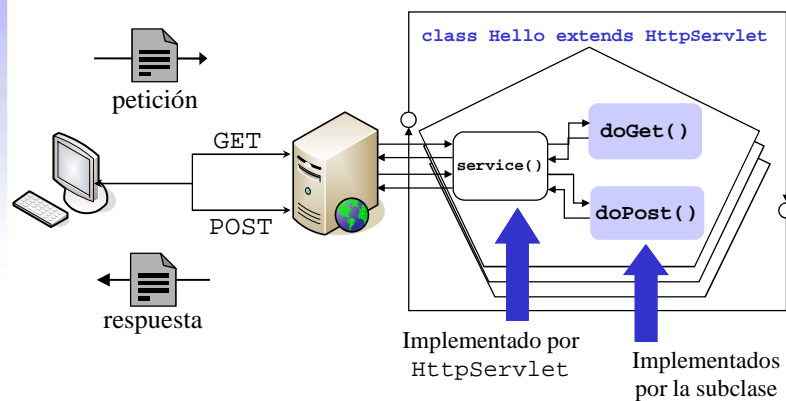 class Hello extends HttpServlet
petición
GET
POST
service()
doGet()
doPost()
respuesta
Implementado por
HttpServlet
Implementados
por la subclase